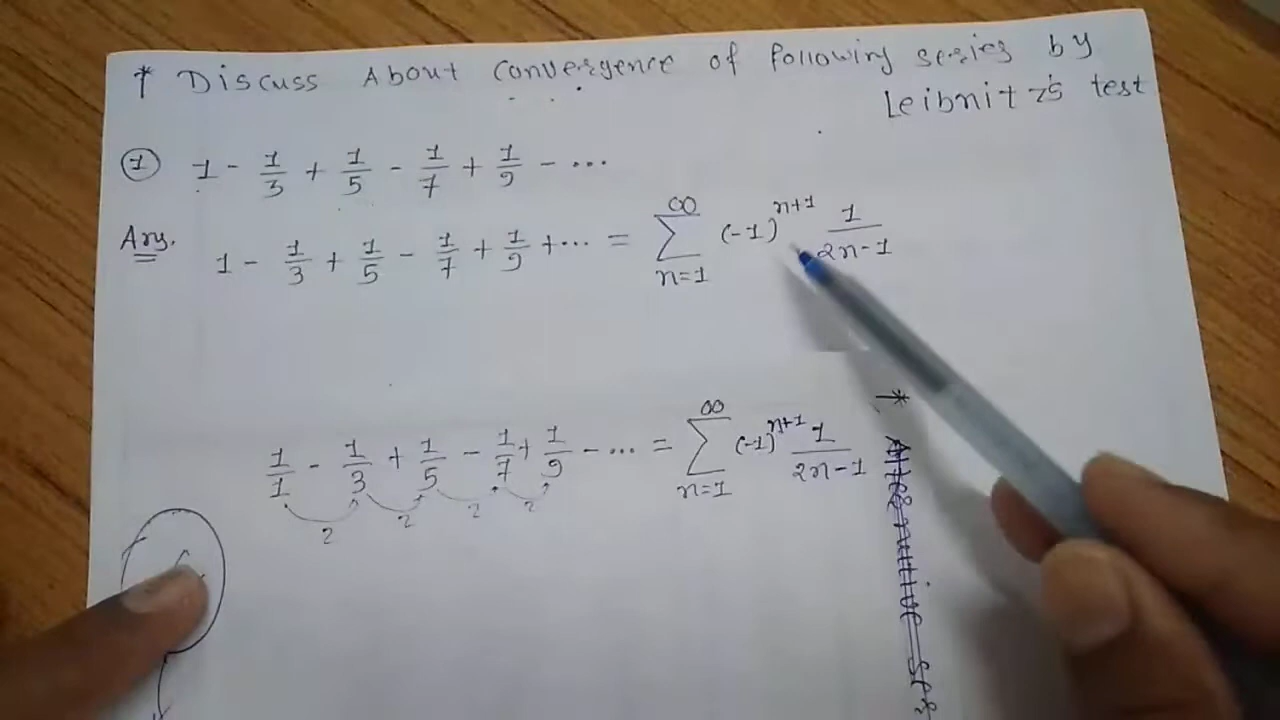 * Discuss About convergence of following series by
Leibnitz's test
① 1 - 1/3 + 1/5 - 1/7 + 1/9 - ...
Ans. 1 - 1/3 + 1/5 - 1/7 + 1/9 + ... = ∑_{n=1}^{∞} (-1)^{n+1} 1/(2n-1)
1/1 - 1/3 + 1/5 - 1/7 + 1/9 - ... = ∑_{n=1}^{∞} (-1)^{n+1} 1/(2n-1)
2 2 2 2
*